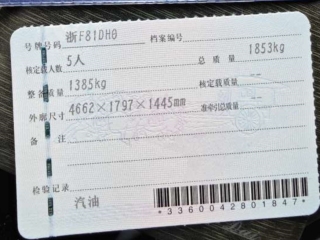 号牌号码 浙F81DH0 档案编号
核定载人数 5人 总质量 1853kg
整备质量 1385kg 核定载质量 --
外廓尺寸 4662×1797×1445mm 准牵引总质量 --
备注
检验记录
汽油
*3360042801847*